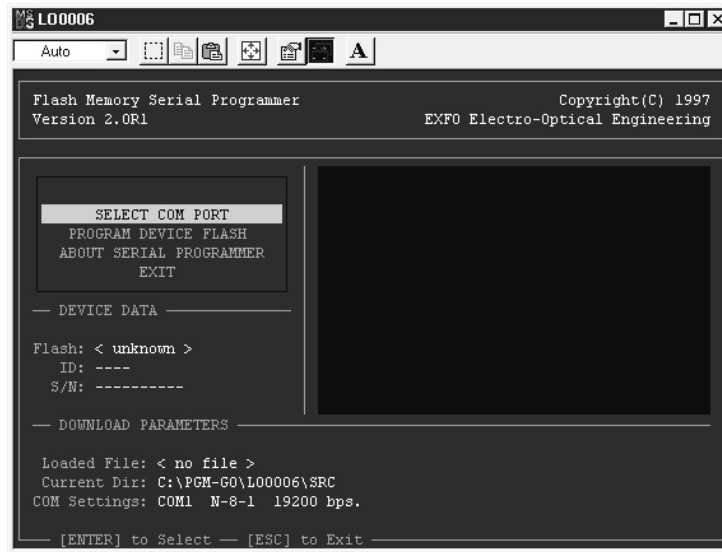 LO0006
Auto
A
Flash Memory Serial Programmer Copyright(C) 1997
Version 2.0R1 EXFO Electro-Optical Engineering
SELECT COM PORT
PROGRAM DEVICE FLASH
ABOUT SERIAL PROGRAMMER
EXIT
DEVICE DATA
Flash: < unknown >
ID: ----
S/N: ----------
DOWNLOAD PARAMETERS
Loaded File: < no file >
Current Dir: C:\PGM-GO\LO0006\SRC
COM Settings: COM1 N-8-1 19200 bps.
[ENTER] to Select — [ESC] to Exit